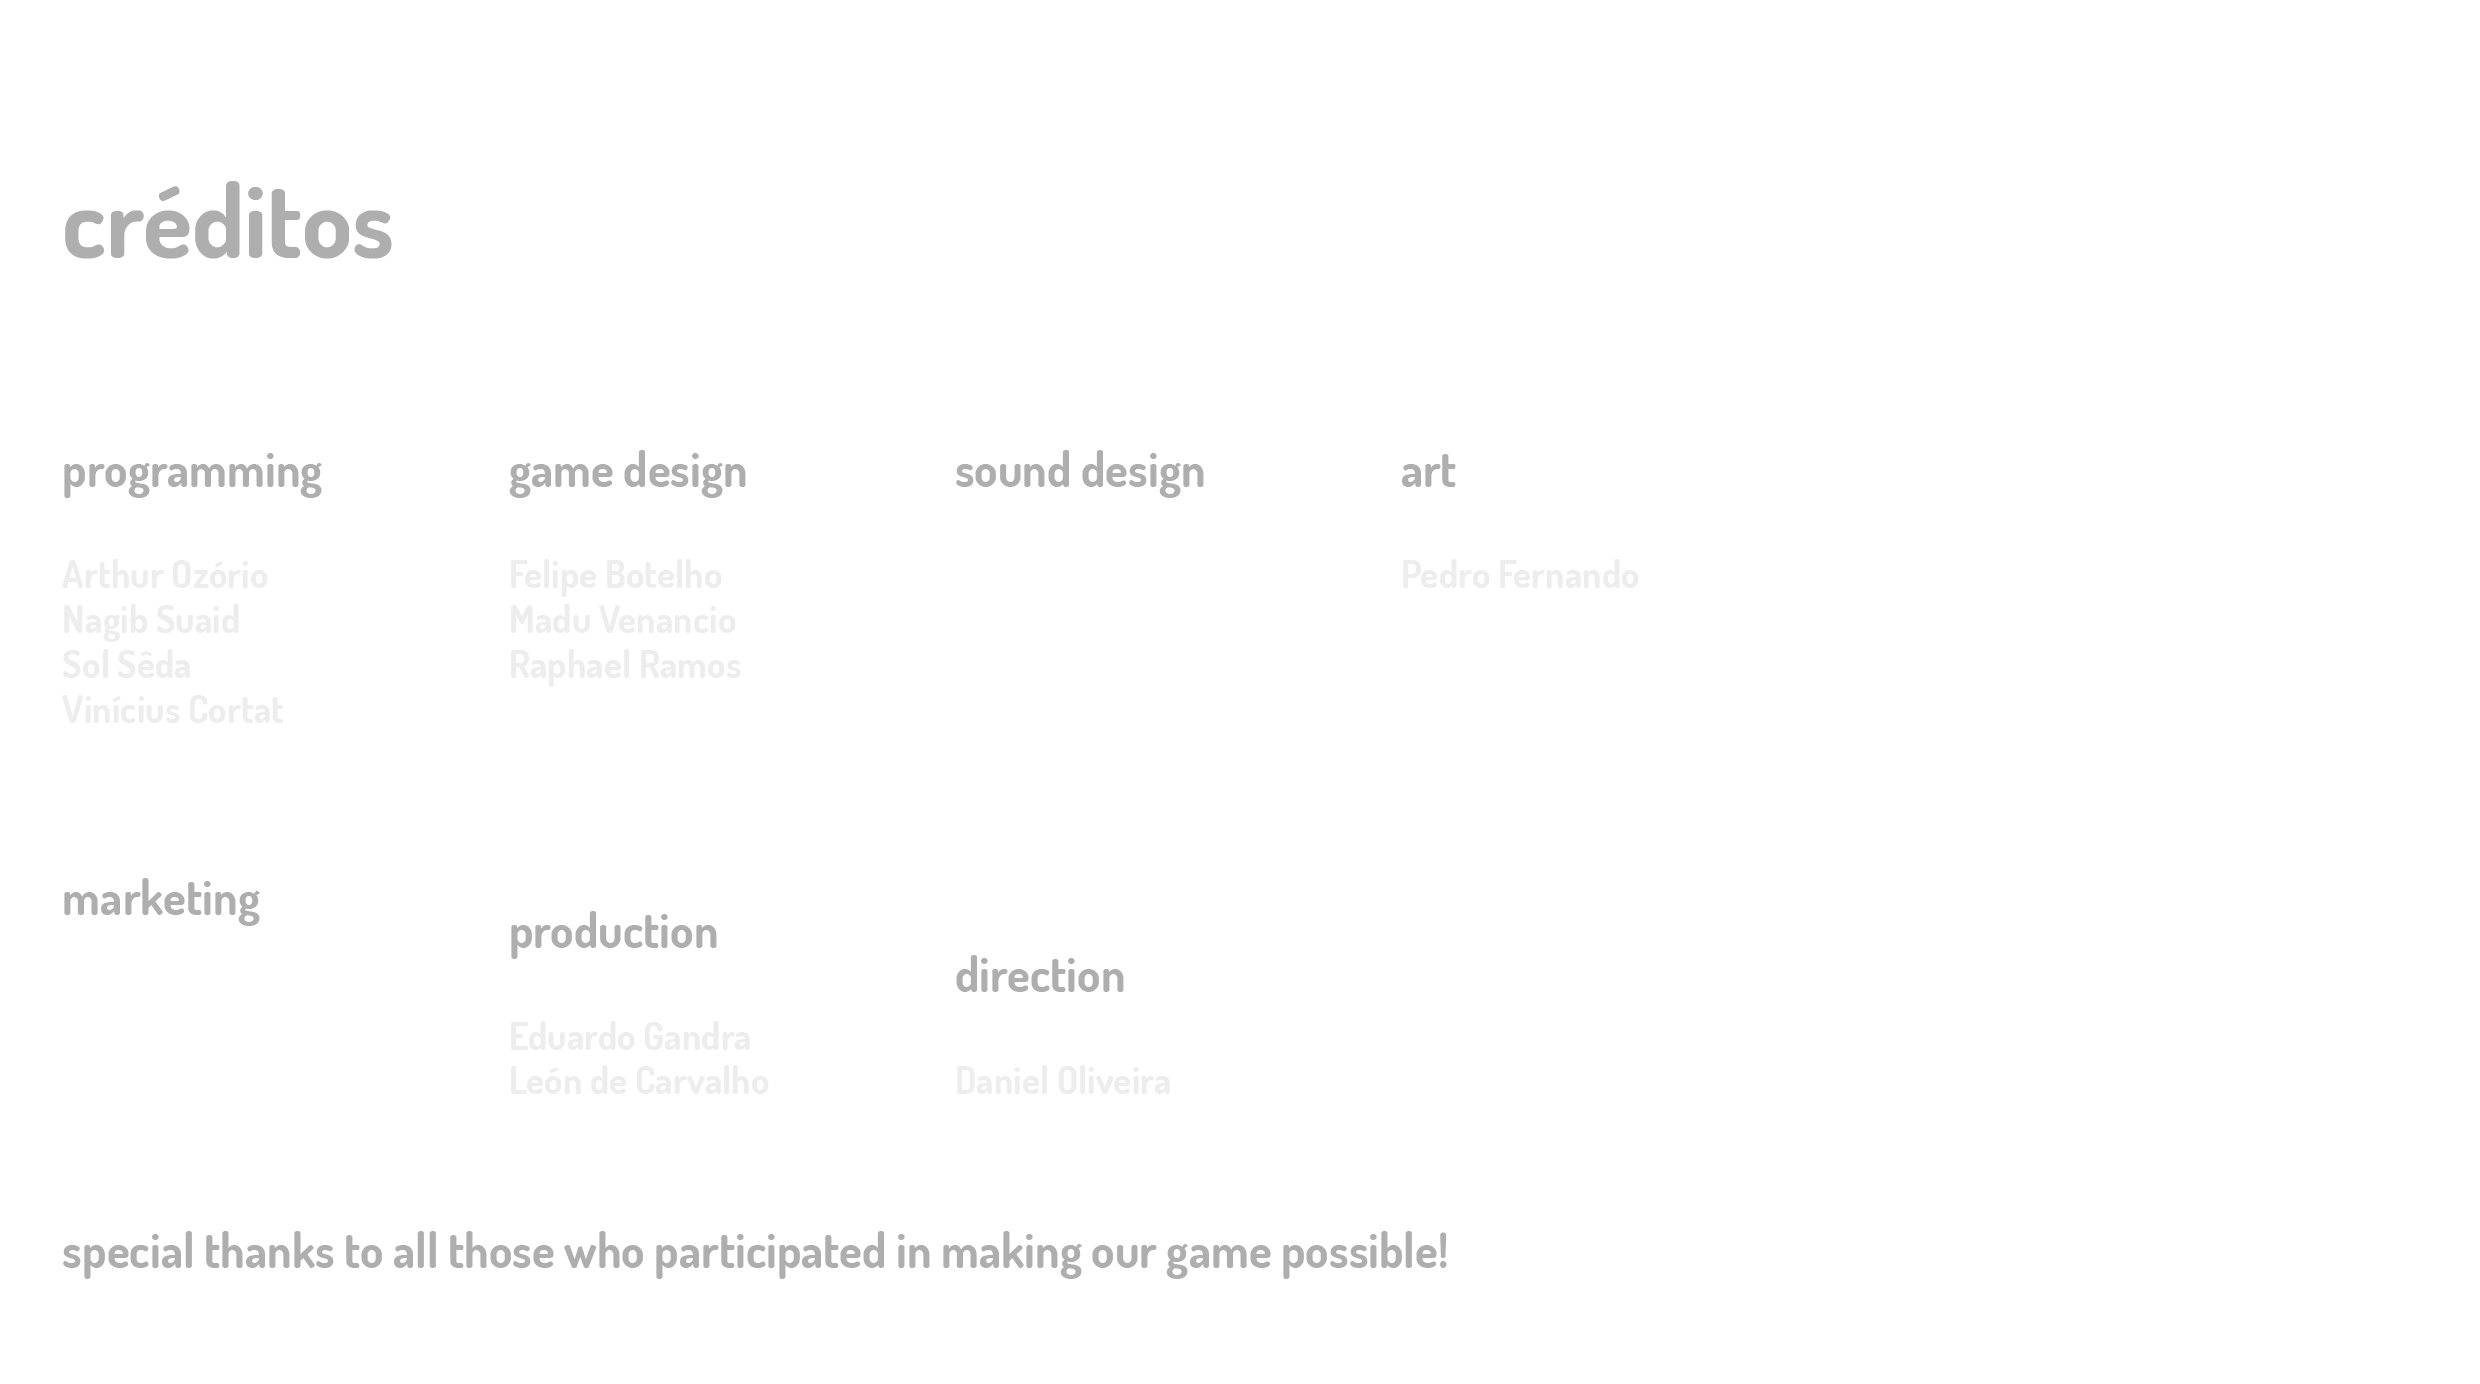 créditos
programming
Arthur Ozório
Nagib Suaid
Sol Sêda
Vinícius Cortat
game design
Felipe Botelho
Madu Venancio
Raphael Ramos
sound design
art
Pedro Fernando
marketing
production
Eduardo Gandra
León de Carvalho
direction
Daniel Oliveira
special thanks to all those who participated in making our game possible!